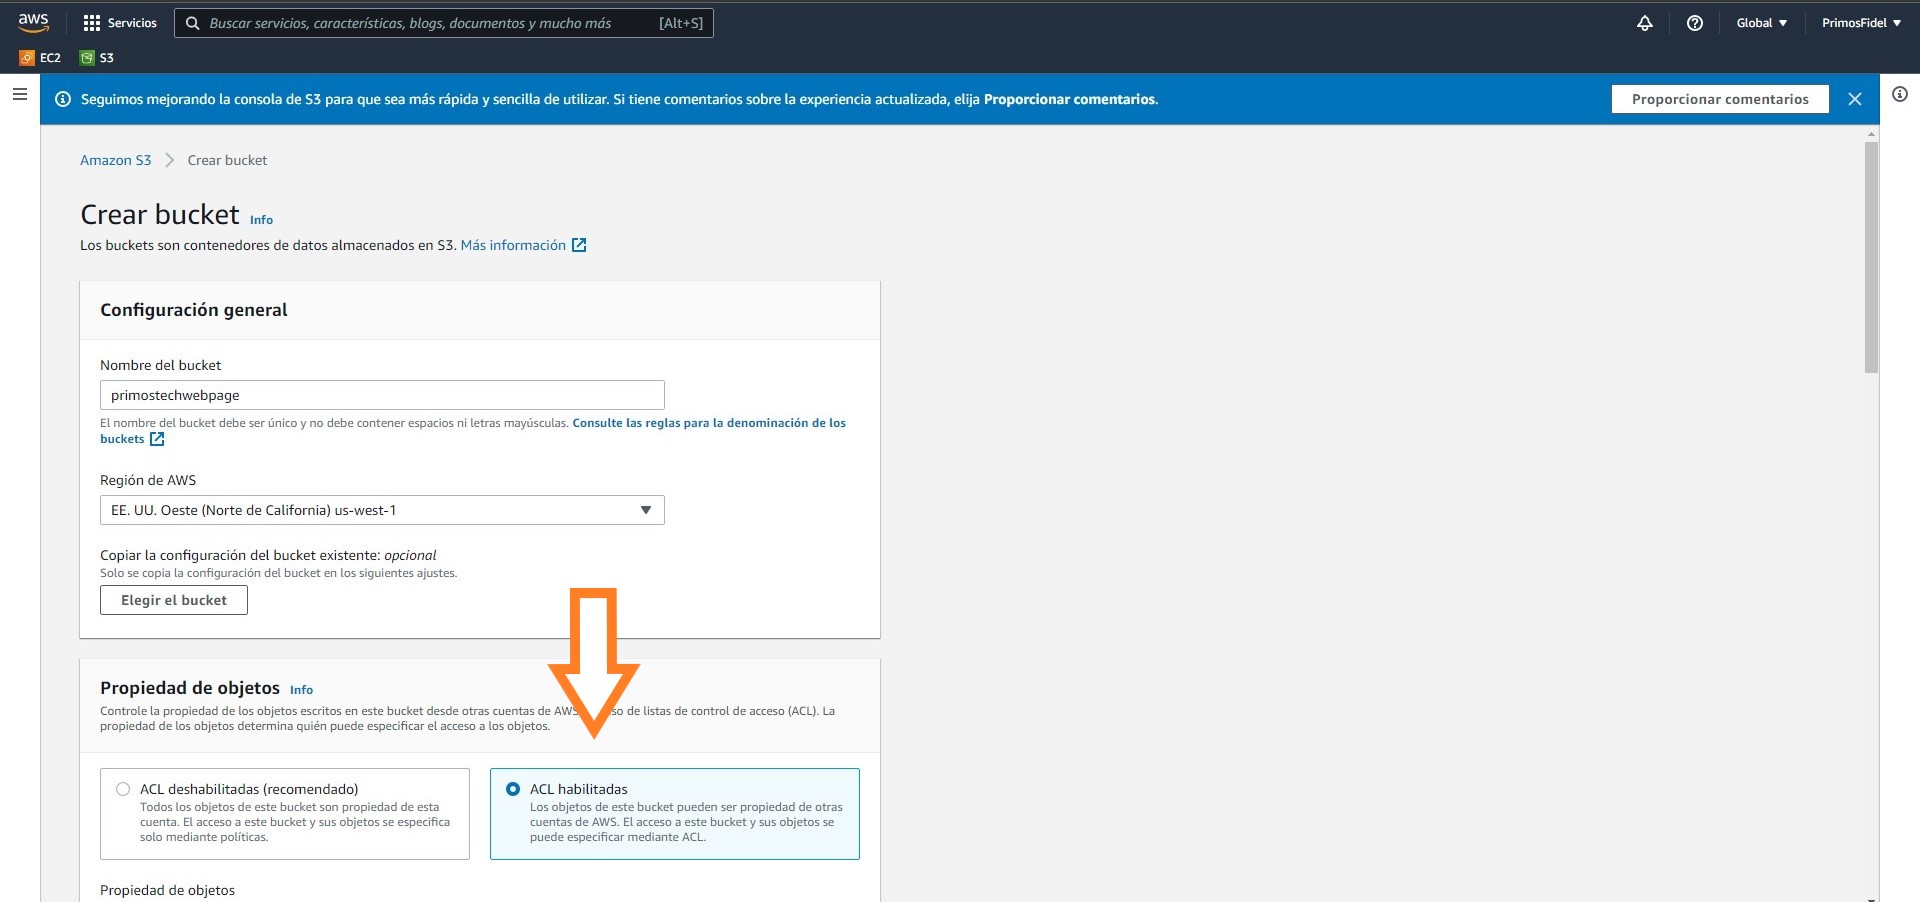 aws
Servicios
Buscar servicios, características, blogs, documentos y mucho más [Alt+S]
Global
PrimosFidel
EC2
S3
Seguimos mejorando la consola de S3 para que sea más rápida y sencilla de utilizar. Si tiene comentarios sobre la experiencia actualizada, elija Proporcionar comentarios.
Proporcionar comentarios
Amazon S3 > Crear bucket
Crear bucket Info
Los buckets son contenedores de datos almacenados en S3. Más información
Configuración general
Nombre del bucket
primostechwebpage
El nombre del bucket debe ser único y no debe contener espacios ni letras mayúsculas. Consulte las reglas para la denominación de los
buckets
Región de AWS
EE. UU. Oeste (Norte de California) us-west-1
Copiar la configuración del bucket existente: opcional
Solo se copia la configuración del bucket en los siguientes ajustes.
Elegir el bucket
Propiedad de objetos Info
Controle la propiedad de los objetos escritos en este bucket desde otras cuentas de AWS so de listas de control de acceso (ACL). La
propiedad de los objetos determina quién puede especificar el acceso a los objetos.
ACL deshabilitadas (recomendado)
Todos los objetos de este bucket son propiedad de esta
cuenta. El acceso a este bucket y sus objetos se especifica
solo mediante políticas.
ACL habilitadas
Los objetos de este bucket pueden ser propiedad de otras
cuentas de AWS. El acceso a este bucket y sus objetos se
puede especificar mediante ACL.
Propiedad de objetos